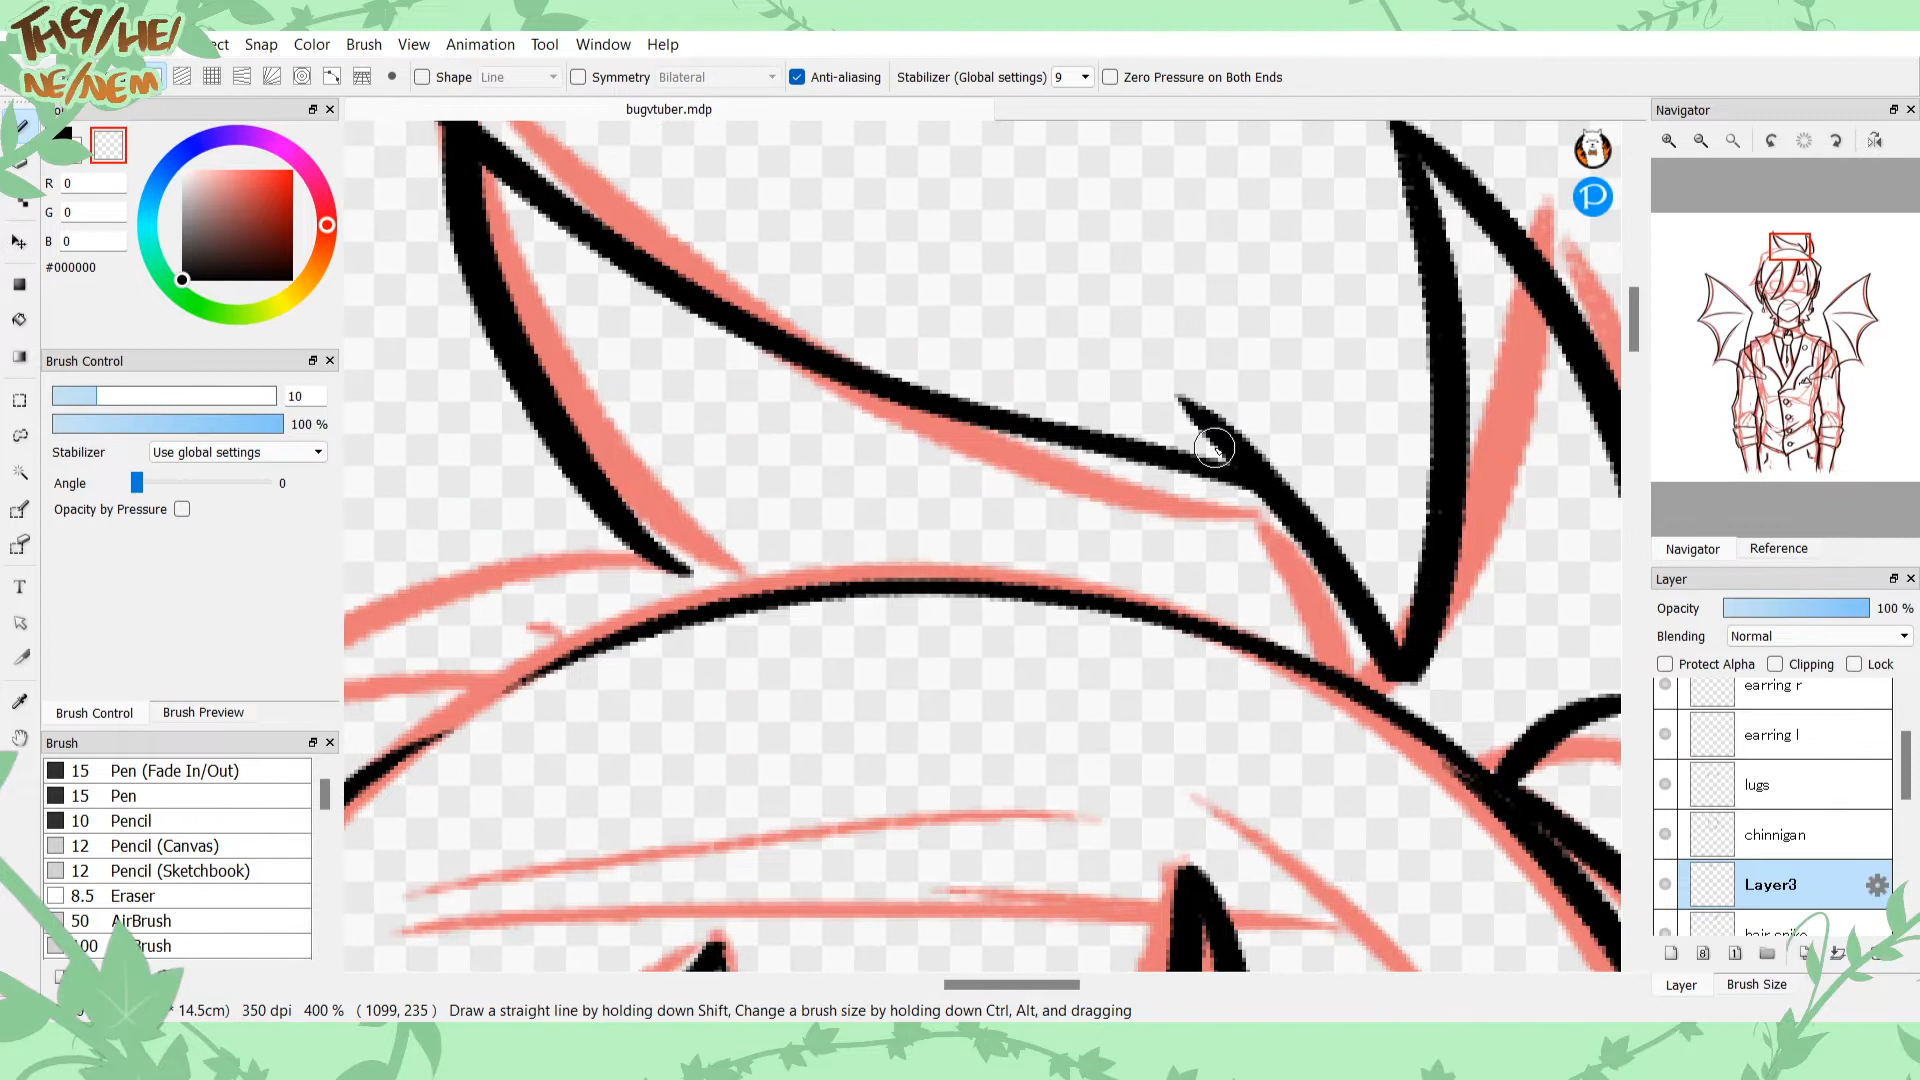 THEY/HE/
NE/NEM
ect Snap Color Brush View Animation Tool Window Help
Shape Line Symmetry Bilateral Anti-aliasing Stabilizer (Global settings) 9 Zero Pressure on Both Ends
bugvtuber.mdp
R 0
G 0
B 0
#000000
Brush Control
10
100 %
Stabilizer Use global settings
Angle 0
Opacity by Pressure
Brush Control Brush Preview
Brush
15 Pen (Fade In/Out)
15 Pen
10 Pencil
12 Pencil (Canvas)
12 Pencil (Sketchbook)
8.5 Eraser
50 AirBrush
100 Brush
* 14.5cm) 350 dpi 400 % ( 1099, 235 ) Draw a straight line by holding down Shift, Change a brush size by holding down Ctrl, Alt, and dragging
P
Navigator
Navigator Reference
Layer
Opacity 100 %
Blending Normal
Protect Alpha Clipping Lock
earring r
earring l
lugs
chinnigan
Layer3
hair spike
8 1
Layer Brush Size